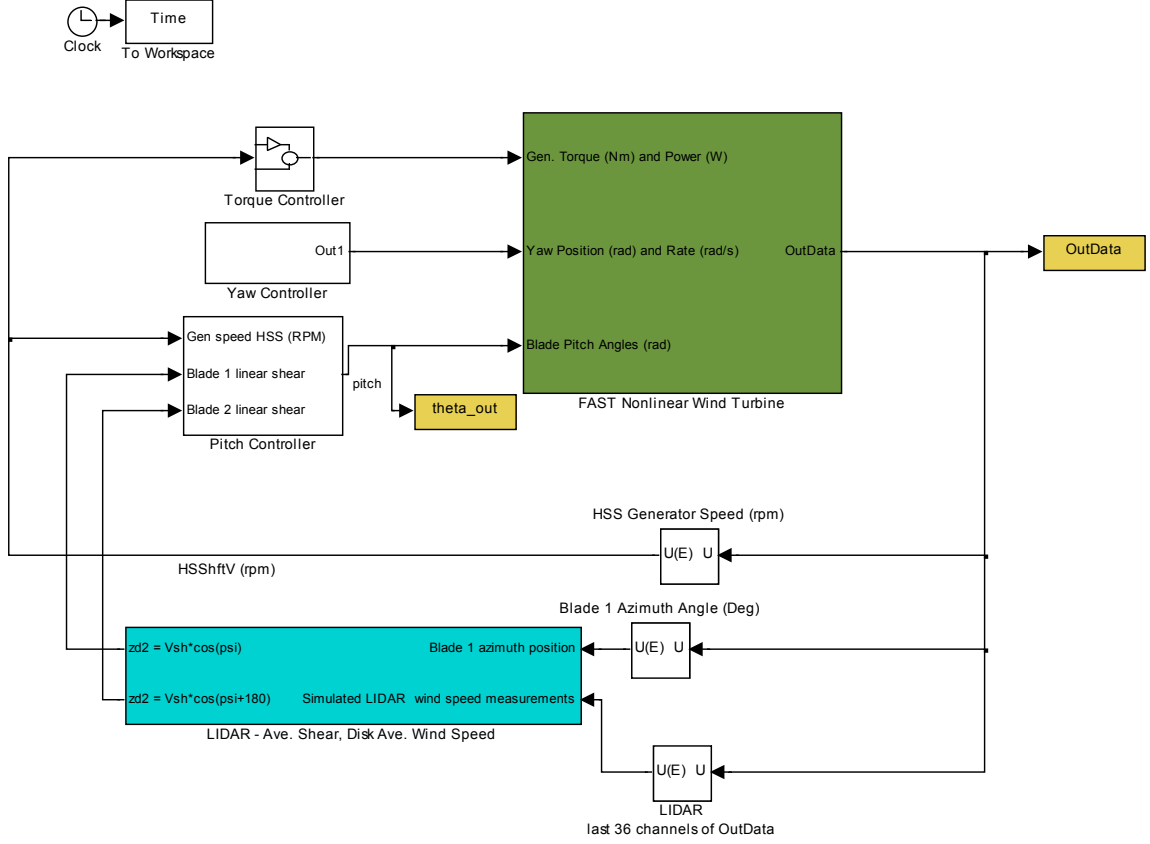 Time
Clock
To Workspace
Gen. Torque (Nm) and Power (W)
Torque Controller
Out1
Yaw Position (rad) and Rate (rad/s)
OutData
OutData
Yaw Controller
Gen speed HSS (RPM)
Blade 1 linear shear
Blade 2 linear shear
Pitch Controller
pitch
Blade Pitch Angles (rad)
theta_out
FAST Nonlinear Wind Turbine
HSS Generator Speed (rpm)
U(E) U
HSShftV (rpm)
Blade 1 Azimuth Angle (Deg)
U(E) U
zd2 = Vsh*cos(psi)
Blade 1 azimuth position
zd2 = Vsh*cos(psi+180)
Simulated LIDAR wind speed measurements
LIDAR - Ave. Shear, Disk Ave. Wind Speed
U(E) U
LIDAR
last 36 channels of OutData